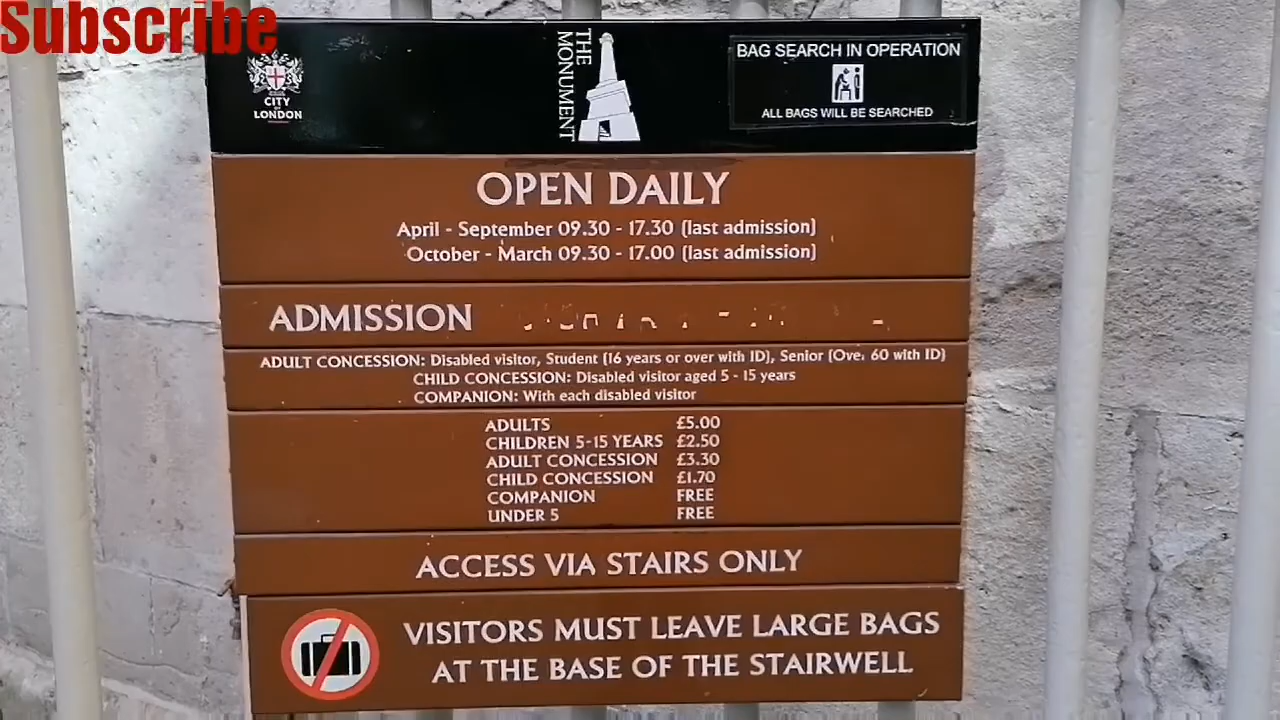 Subscribe
CITY
OF
LONDON
THE
MONUMENT
BAG SEARCH IN OPERATION
ALL BAGS WILL BE SEARCHED
OPEN DAILY
April - September 09.30 - 17.30 (last admission)
October - March 09.30 - 17.00 (last admission)
ADMISSION
ADULT CONCESSION: Disabled visitor, Student (16 years or over with ID), Senior (Over 60 with ID)
CHILD CONCESSION: Disabled visitor aged 5 - 15 years
COMPANION: With each disabled visitor
ADULTS £5.00
CHILDREN 5-15 YEARS £2.50
ADULT CONCESSION £3.30
CHILD CONCESSION £1.70
COMPANION FREE
UNDER 5 FREE
ACCESS VIA STAIRS ONLY
VISITORS MUST LEAVE LARGE BAGS
AT THE BASE OF THE STAIRWELL